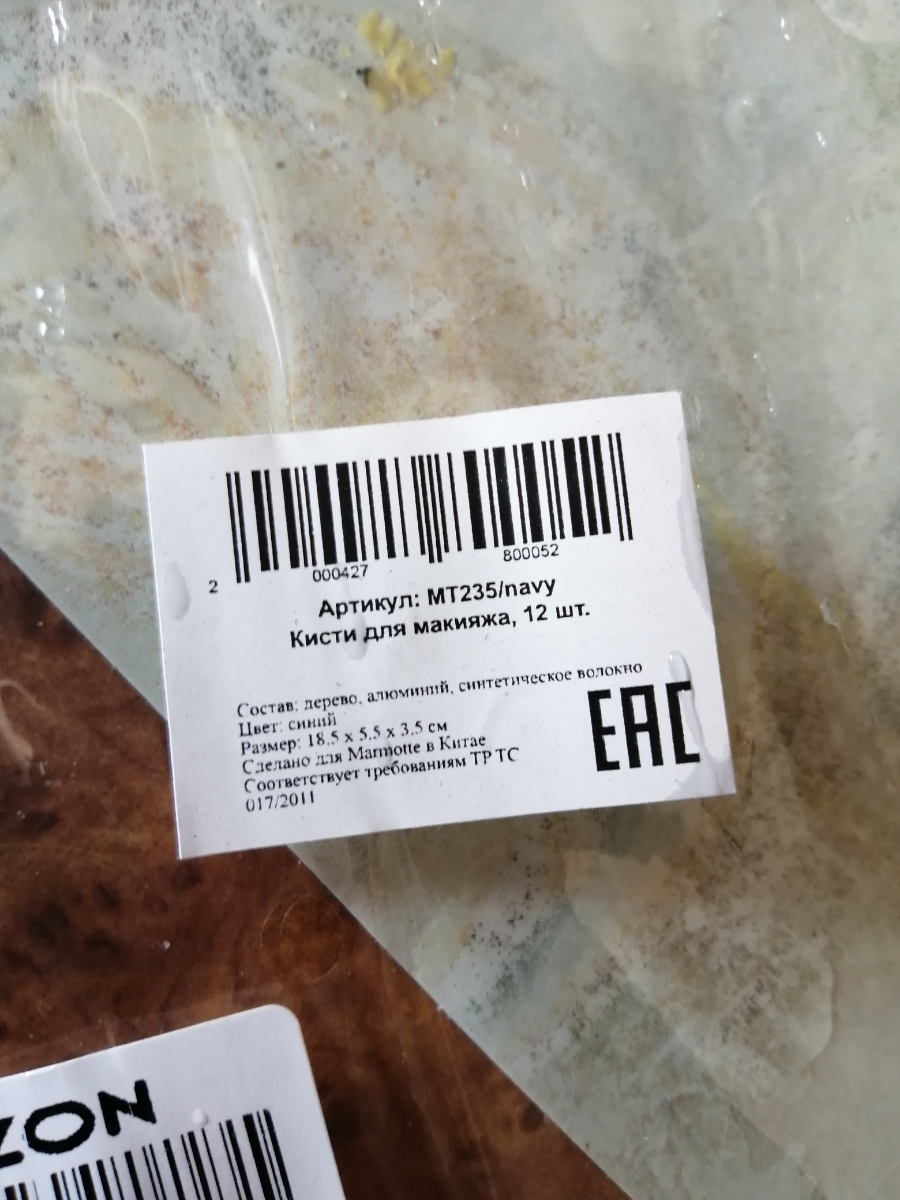 2 000427 800052
Артикул: MT235/navy
Кисти для макияжа, 12 шт.
Состав: дерево, алюминий, синтетическое волокно
Цвет: синий
Размер: 18.5 x 5.5 x 3.5 см
Сделано для Marmotte в Китае
Соответствует требованиям ТР ТС
017/2011
EAC
ZON